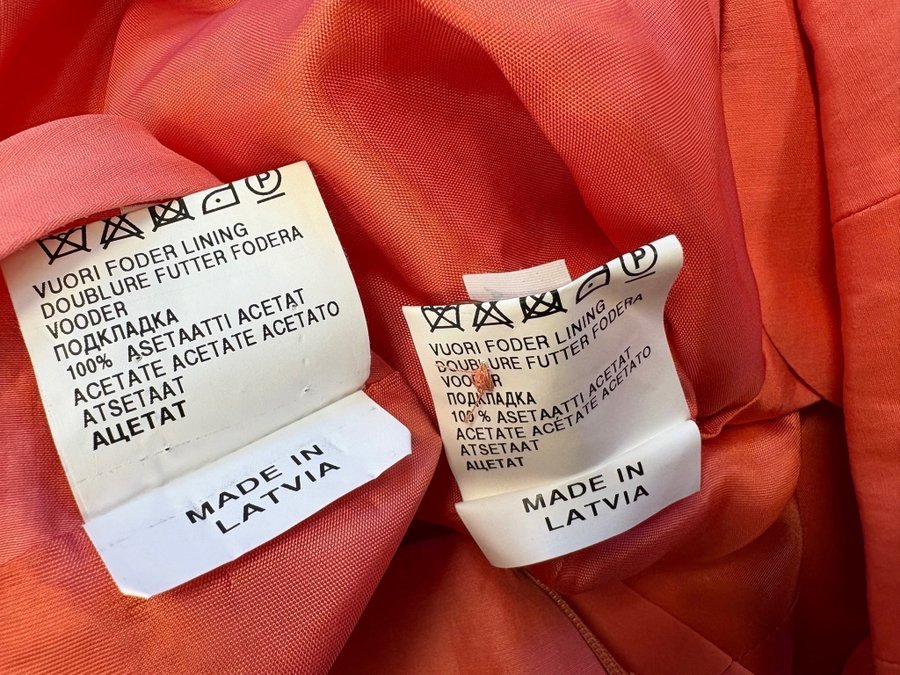 P
VUORI FODER LINING
DOUBLURE FUTTER FODERA
VOODER
ПОДКЛАДКА
100% ASETAATTI ACETAT
ACETATE ACETATE ACETATO
ATSETAAT
АЦЕТАТ
MADE IN
LATVIA
P
VUORI FODER LINING
DOUBLURE FUTTER FODERA
VOODER
ПОДКЛАДКА
100% ASETAATTI ACETAT
ACETATE ACETATE ACETATO
ATSETAAT
АЦЕТАТ
MADE IN
LATVIA